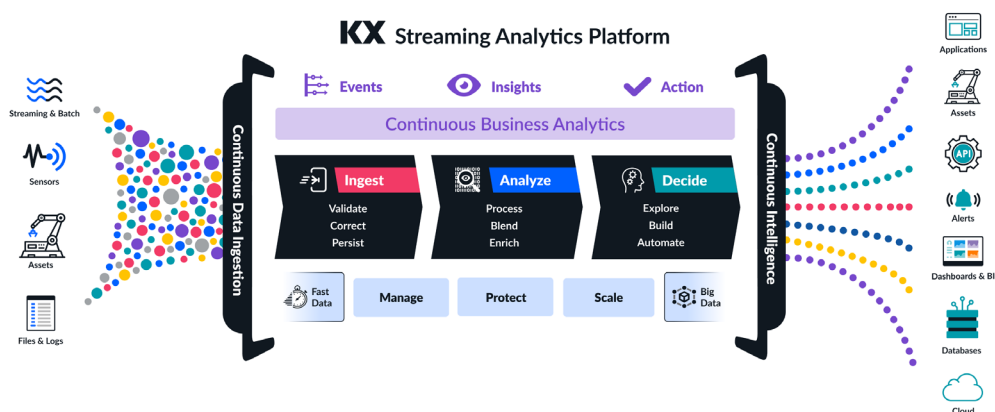 KX Streaming Analytics Platform
Streaming & Batch
Sensors
Assets
Files & Logs
Continuous Data Ingestion
Events
Insights
Action
Continuous Business Analytics
Ingest
Validate
Correct
Persist
Analyze
Process
Blend
Enrich
Decide
Explore
Build
Automate
Fast
Data
Manage
Protect
Scale
Big
Data
Continuous Intelligence
Applications
Assets
API
Alerts
Dashboards & BI
Databases
Cloud